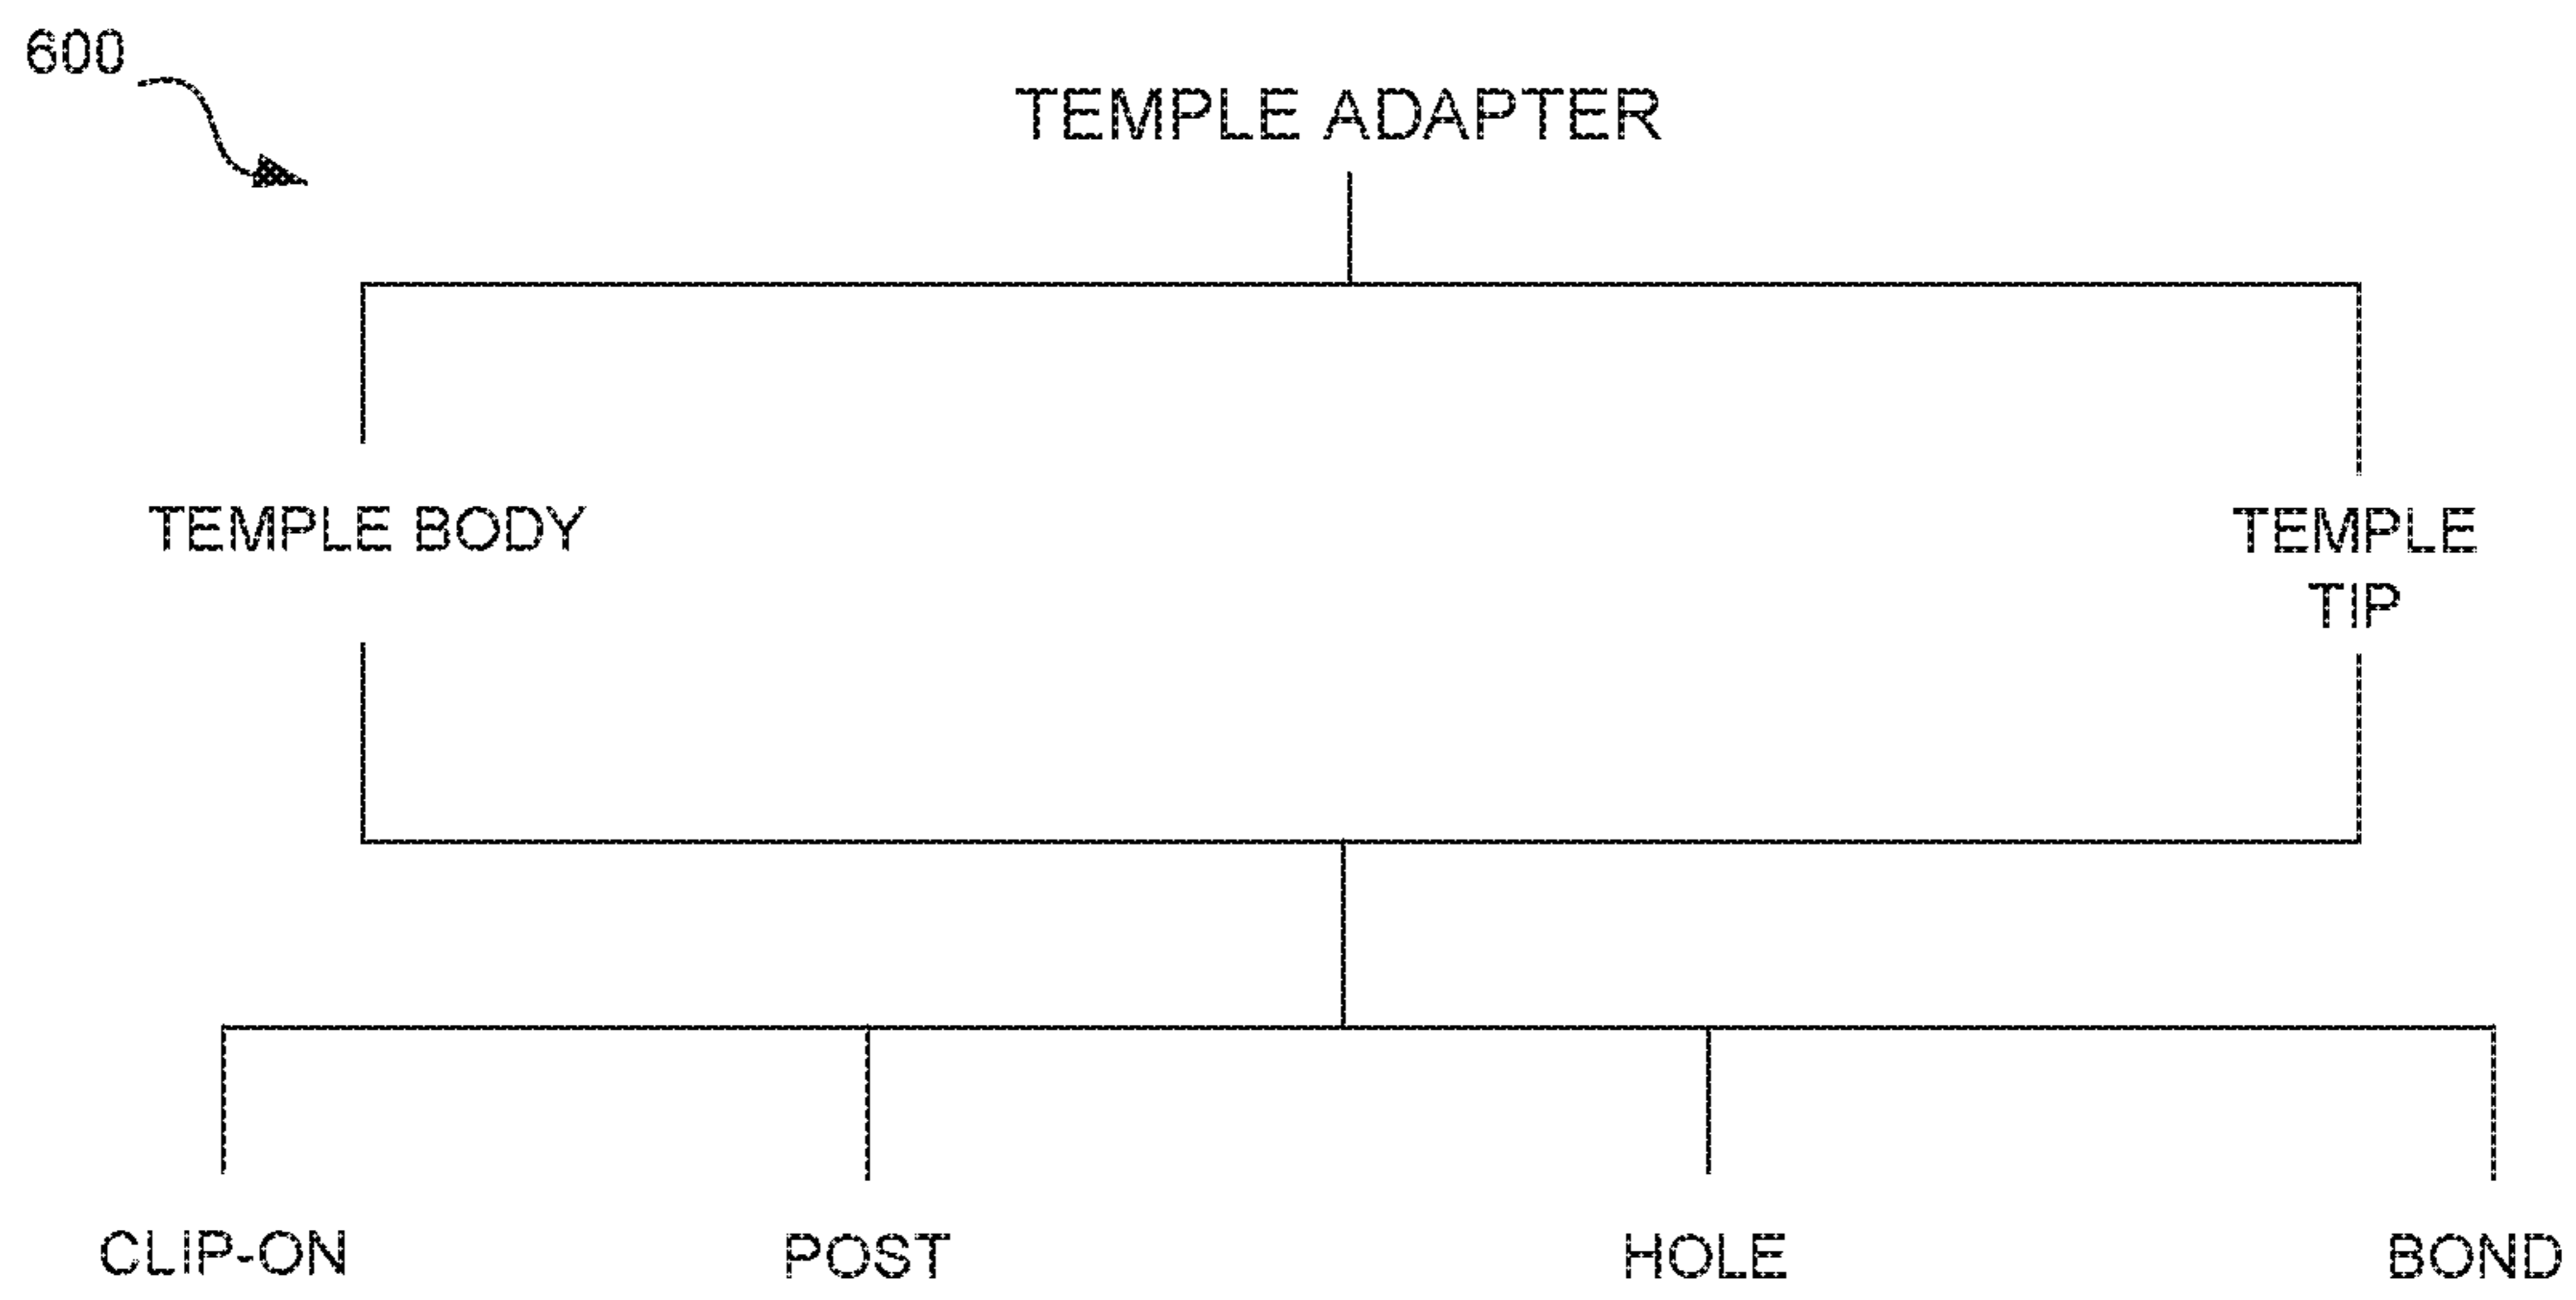 600
TEMPLE ADAPTER
TEMPLE BODY
TEMPLE
TIP
CLIP-ON
POST
HOLE
BOND